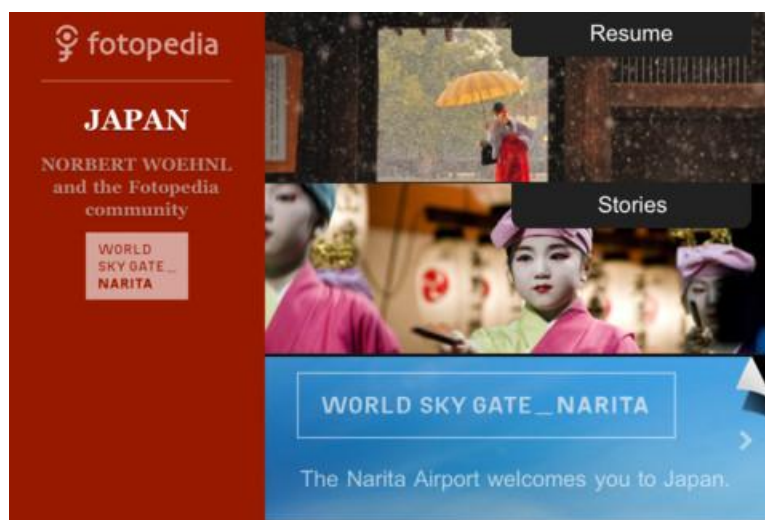 fotopedia
JAPAN
NORBERT WOEHNL
and the Fotopedia
community
WORLD
SKY GATE_
NARITA
Resume
Stories
WORLD SKY GATE_NARITA
The Narita Airport welcomes you to Japan.